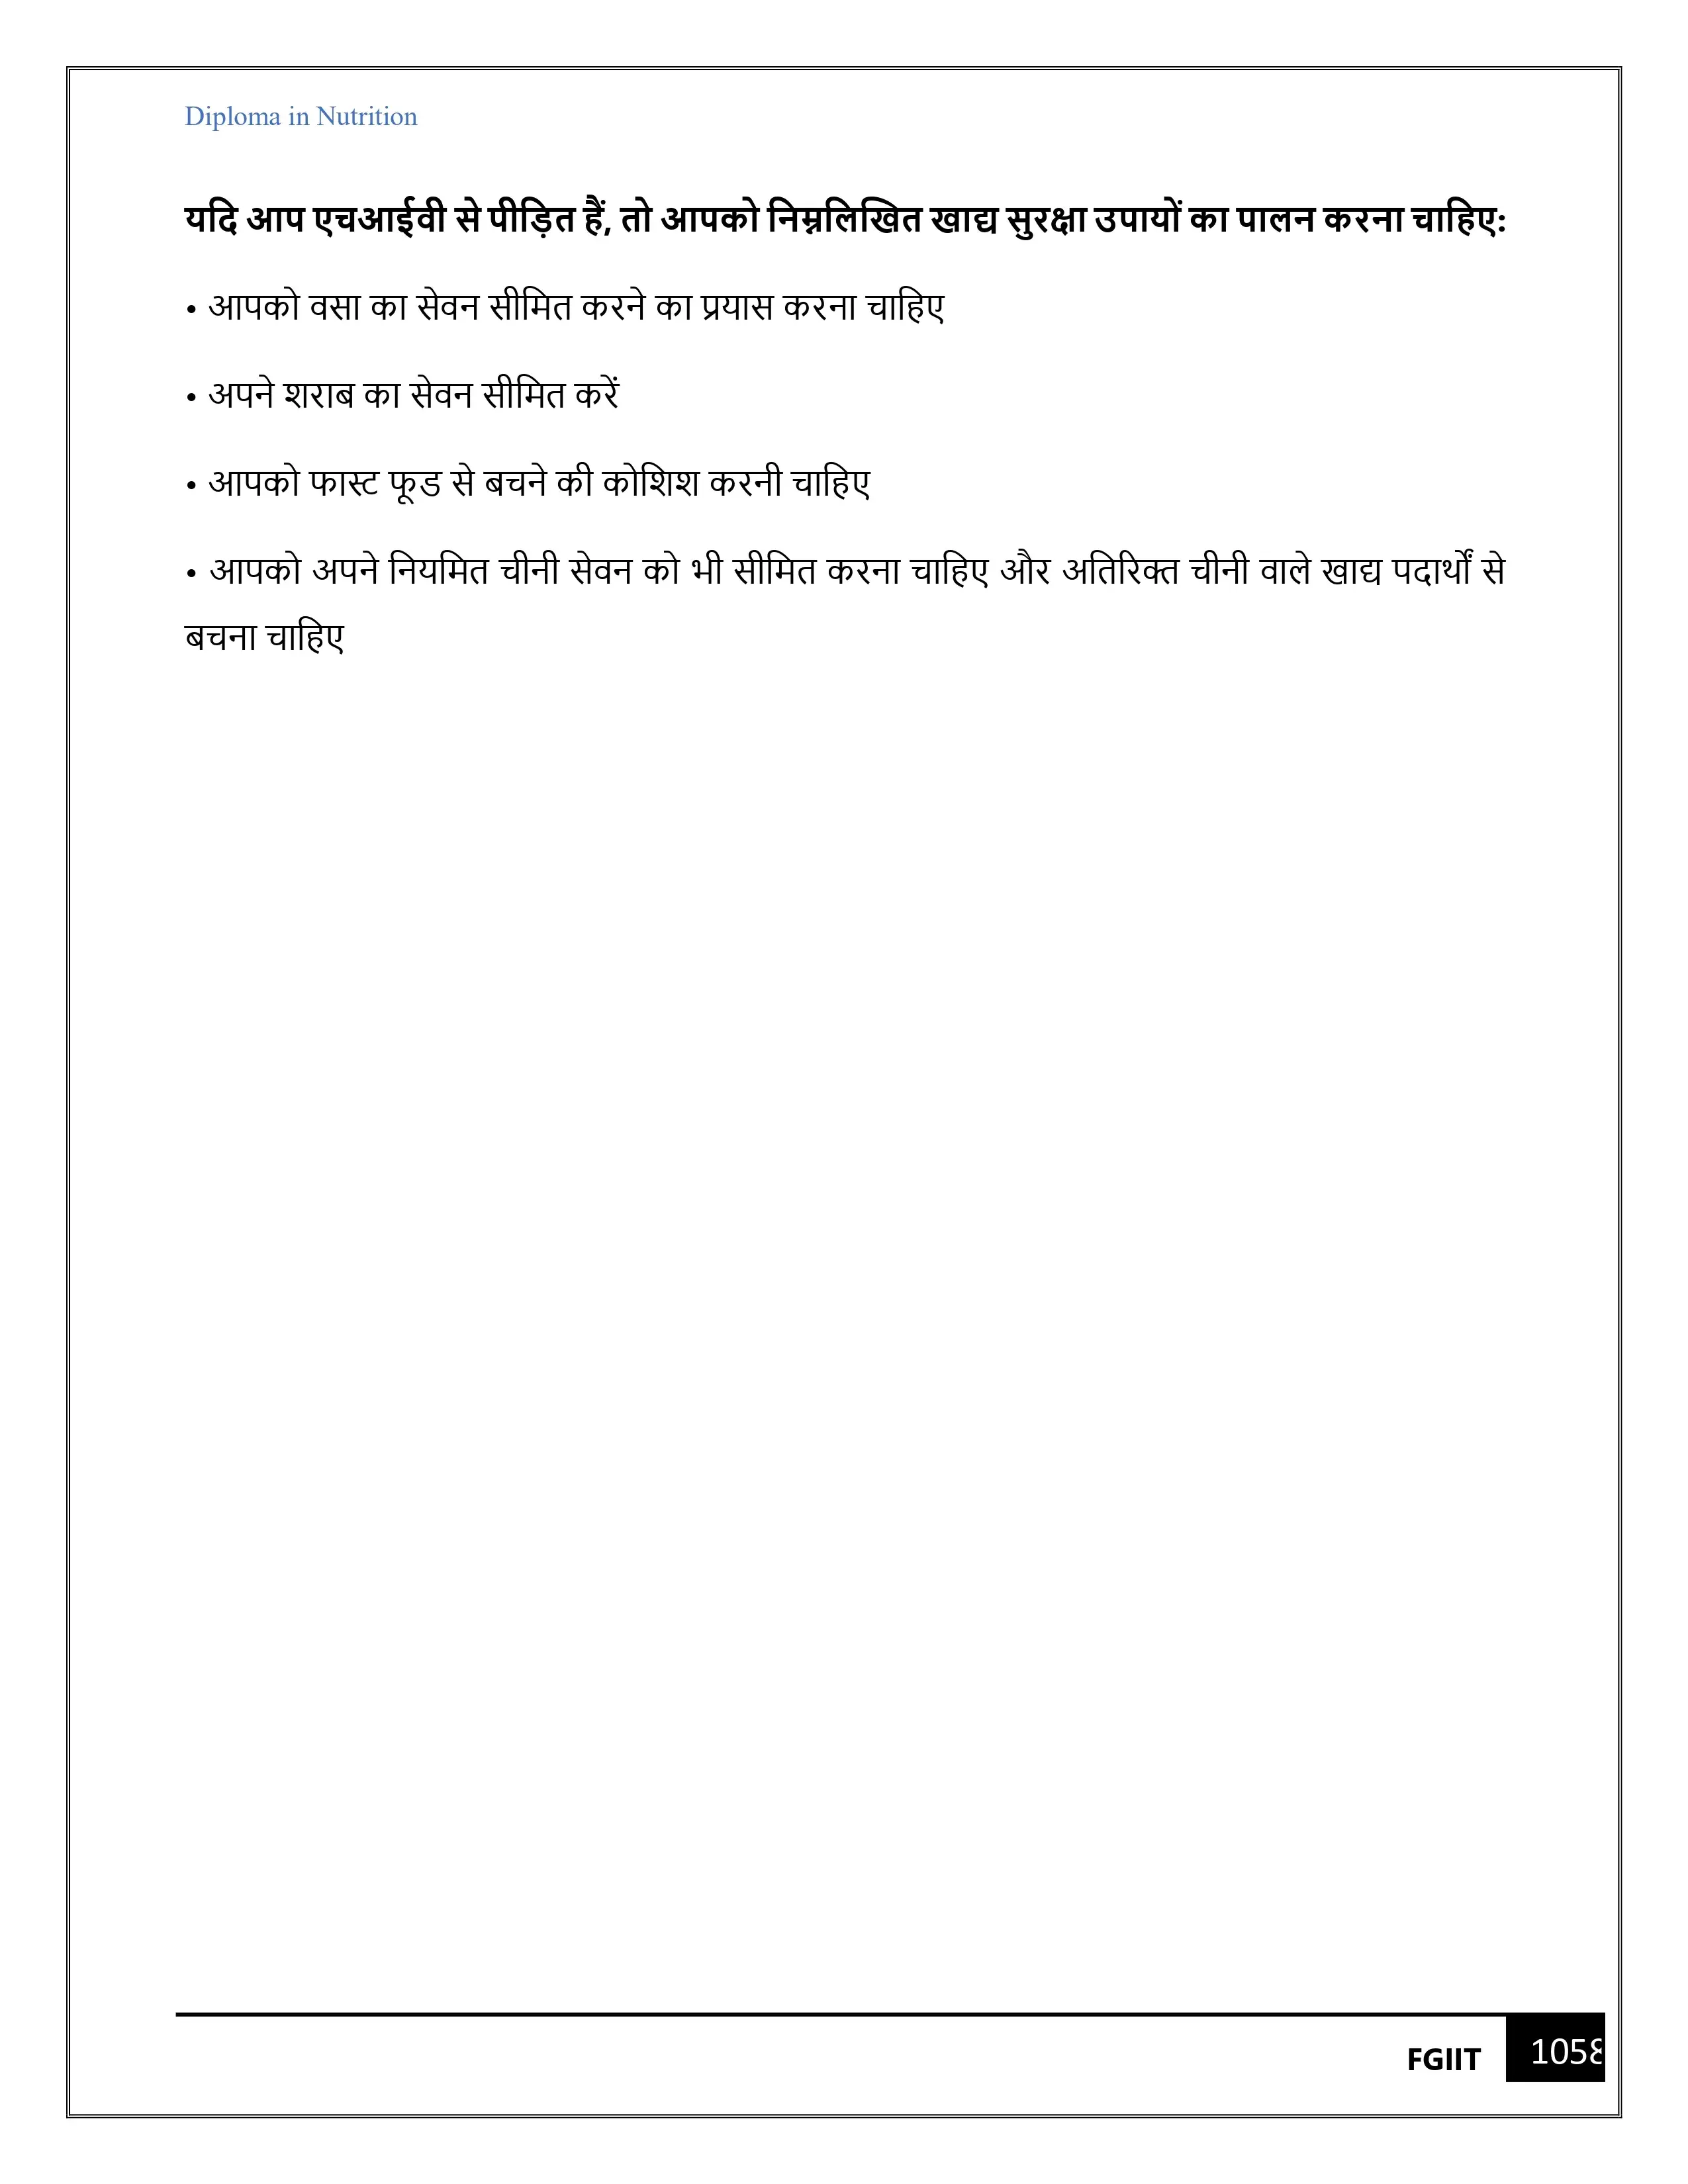 Diploma in Nutrition
यदि आप एचआईवी से पीड़ित हैं, तो आपको निम्नलिखित खाद्य सुरक्षा उपायों का पालन करना चाहिए:
• आपको वसा का सेवन सीमित करने का प्रयास करना चाहिए
• अपने शराब का सेवन सीमित करें
• आपको फास्ट फूड से बचने की कोशिश करनी चाहिए
• आपको अपने नियमित चीनी सेवन को भी सीमित करना चाहिए और अतिरिक्त चीनी वाले खाद्य पदार्थों से
बचना चाहिए
FGIIT 1058